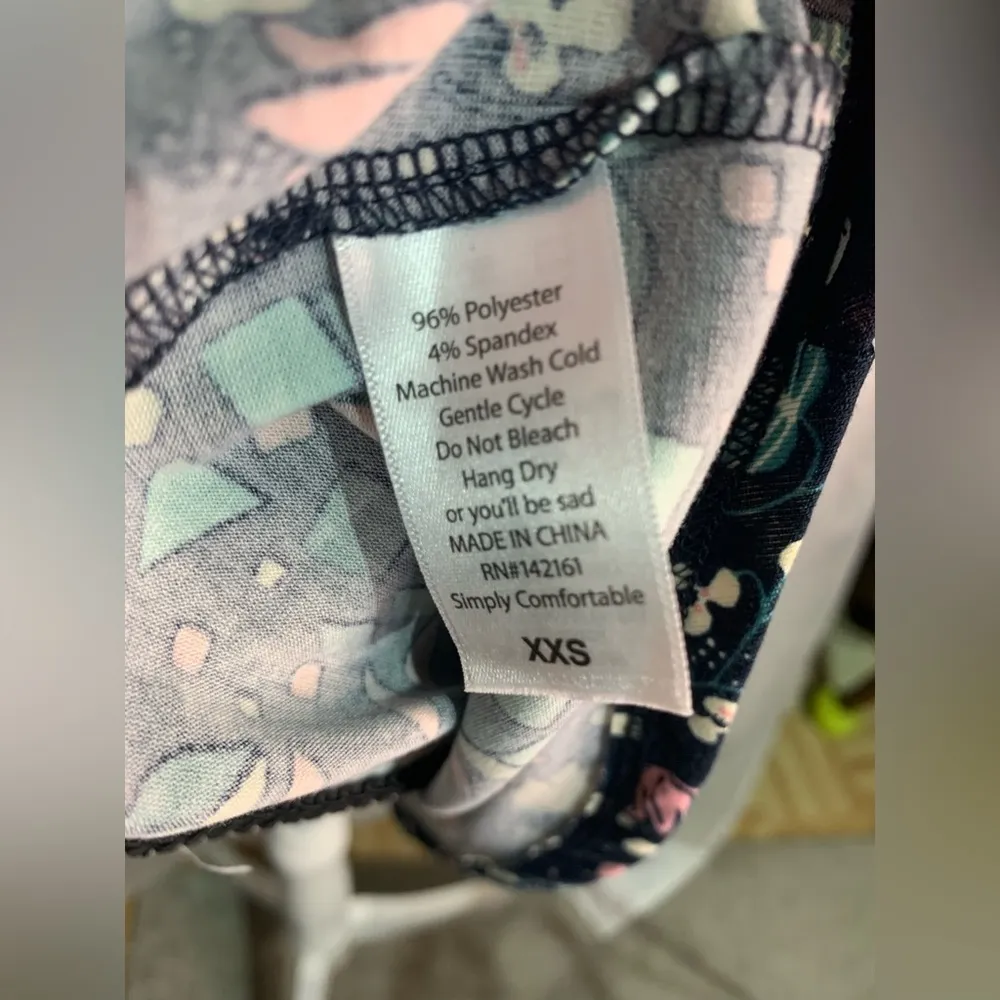 96% Polyester
4% Spandex
Machine Wash Cold
Gentle Cycle
Do Not Bleach
Hang Dry
or you'll be sad
MADE IN CHINA
RN#142161
Simply Comfortable
XXS